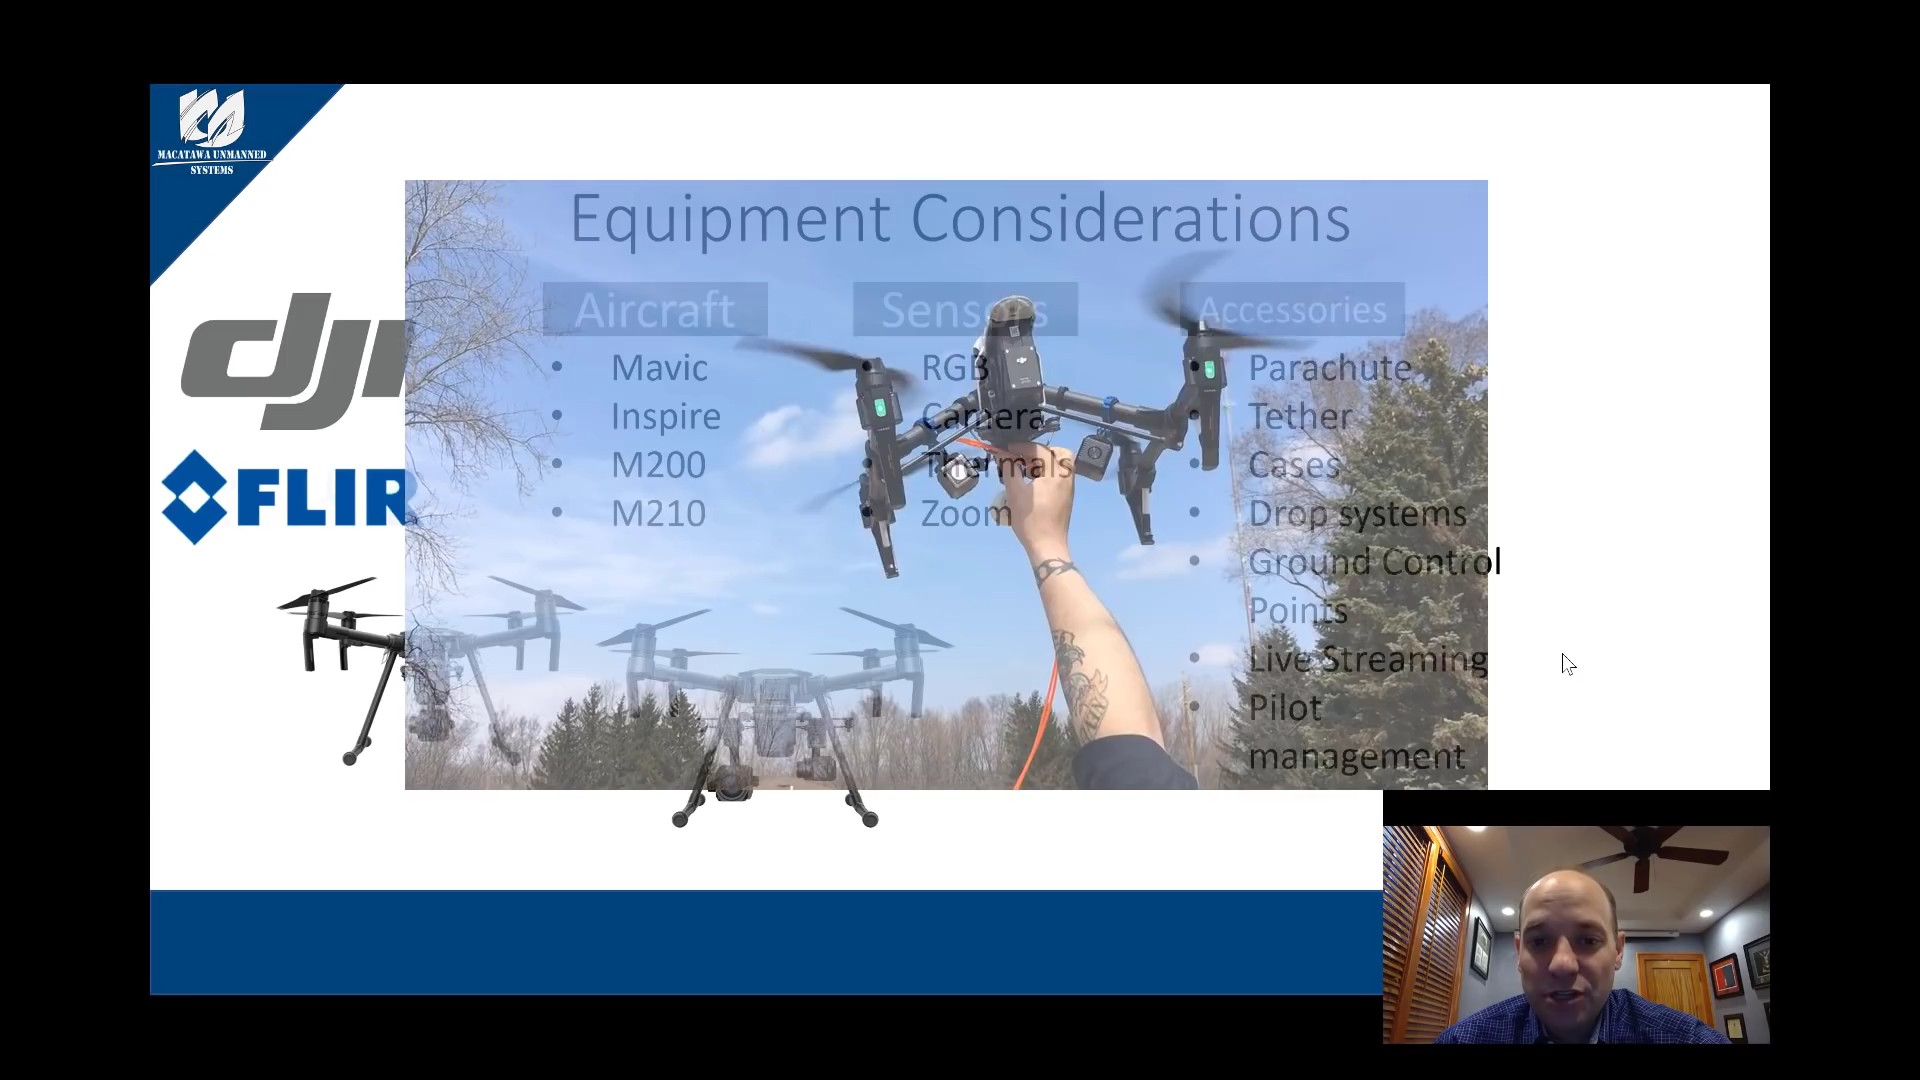 MACATAWA UNMANNED
SYSTEMS
Equipment Considerations
dji
FLIR
Aircraft
Mavic
Inspire
M200
M210
Sensors
RGB
Camera
Thermals
Zoom
Accessories
Parachute
Tether
Cases
Drop systems
Ground Control
Points
Live Streaming
Pilot
management